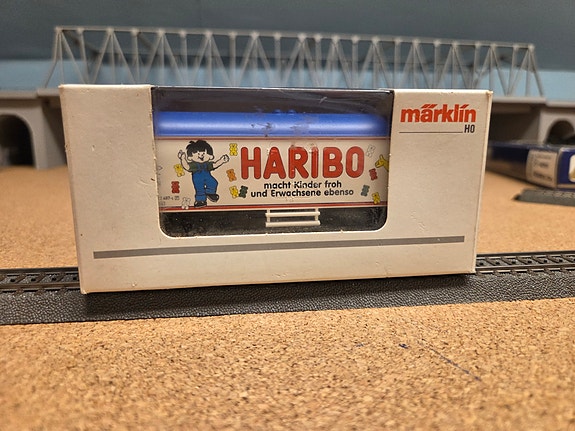 märklin
H0
HARIBO
macht Kinder froh
und Erwachsene ebenso